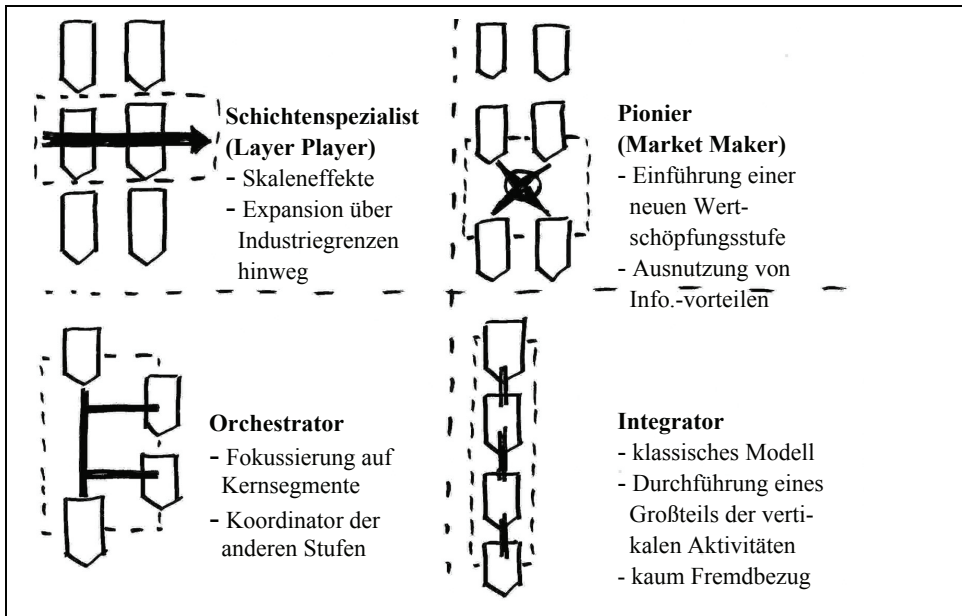 Schichtenspezialist
(Layer Player)
- Skaleneffekte
- Expansion über
Industriegrenzen
hinweg
Pionier
(Market Maker)
- Einführung einer
neuen Wert-
schöpfungsstufe
- Ausnutzung von
Info.-vorteilen
Orchestrator
- Fokussierung auf
Kernsegmente
- Koordinator der
anderen Stufen
Integrator
- klassisches Modell
- Durchführung eines
Großteils der verti-
kalen Aktivitäten
- kaum Fremdbezug